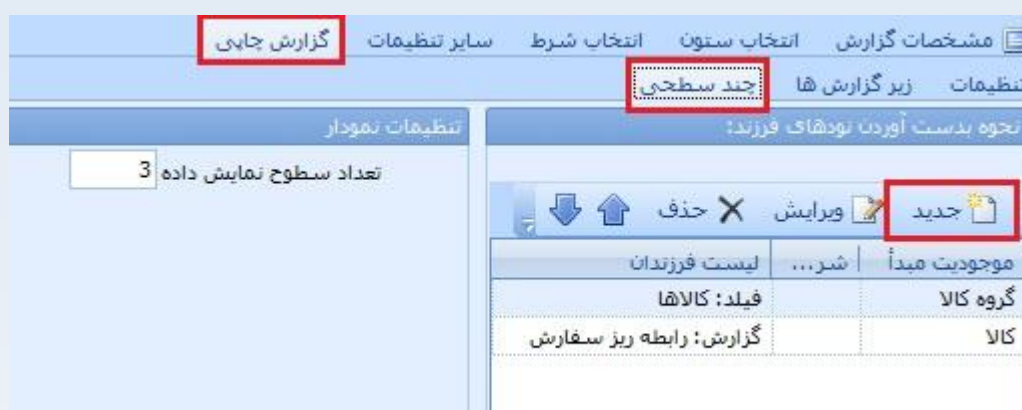 مشخصات گزارش انتخاب ستون انتخاب شرط سایر تنظیمات گزارش چاپی
تنظیمات زیر گزارش ها چند سطحی
نحوه بدست آوردن نودهای فرزند:
جدید ویرایش حذف
موجودیت مبدأ شر... لیست فرزندان
گروه کالا فیلد: کالاها
کالا گزارش: رابطه ریز سفارش
تنظیمات نمودار
تعداد سطوح نمایش داده 3